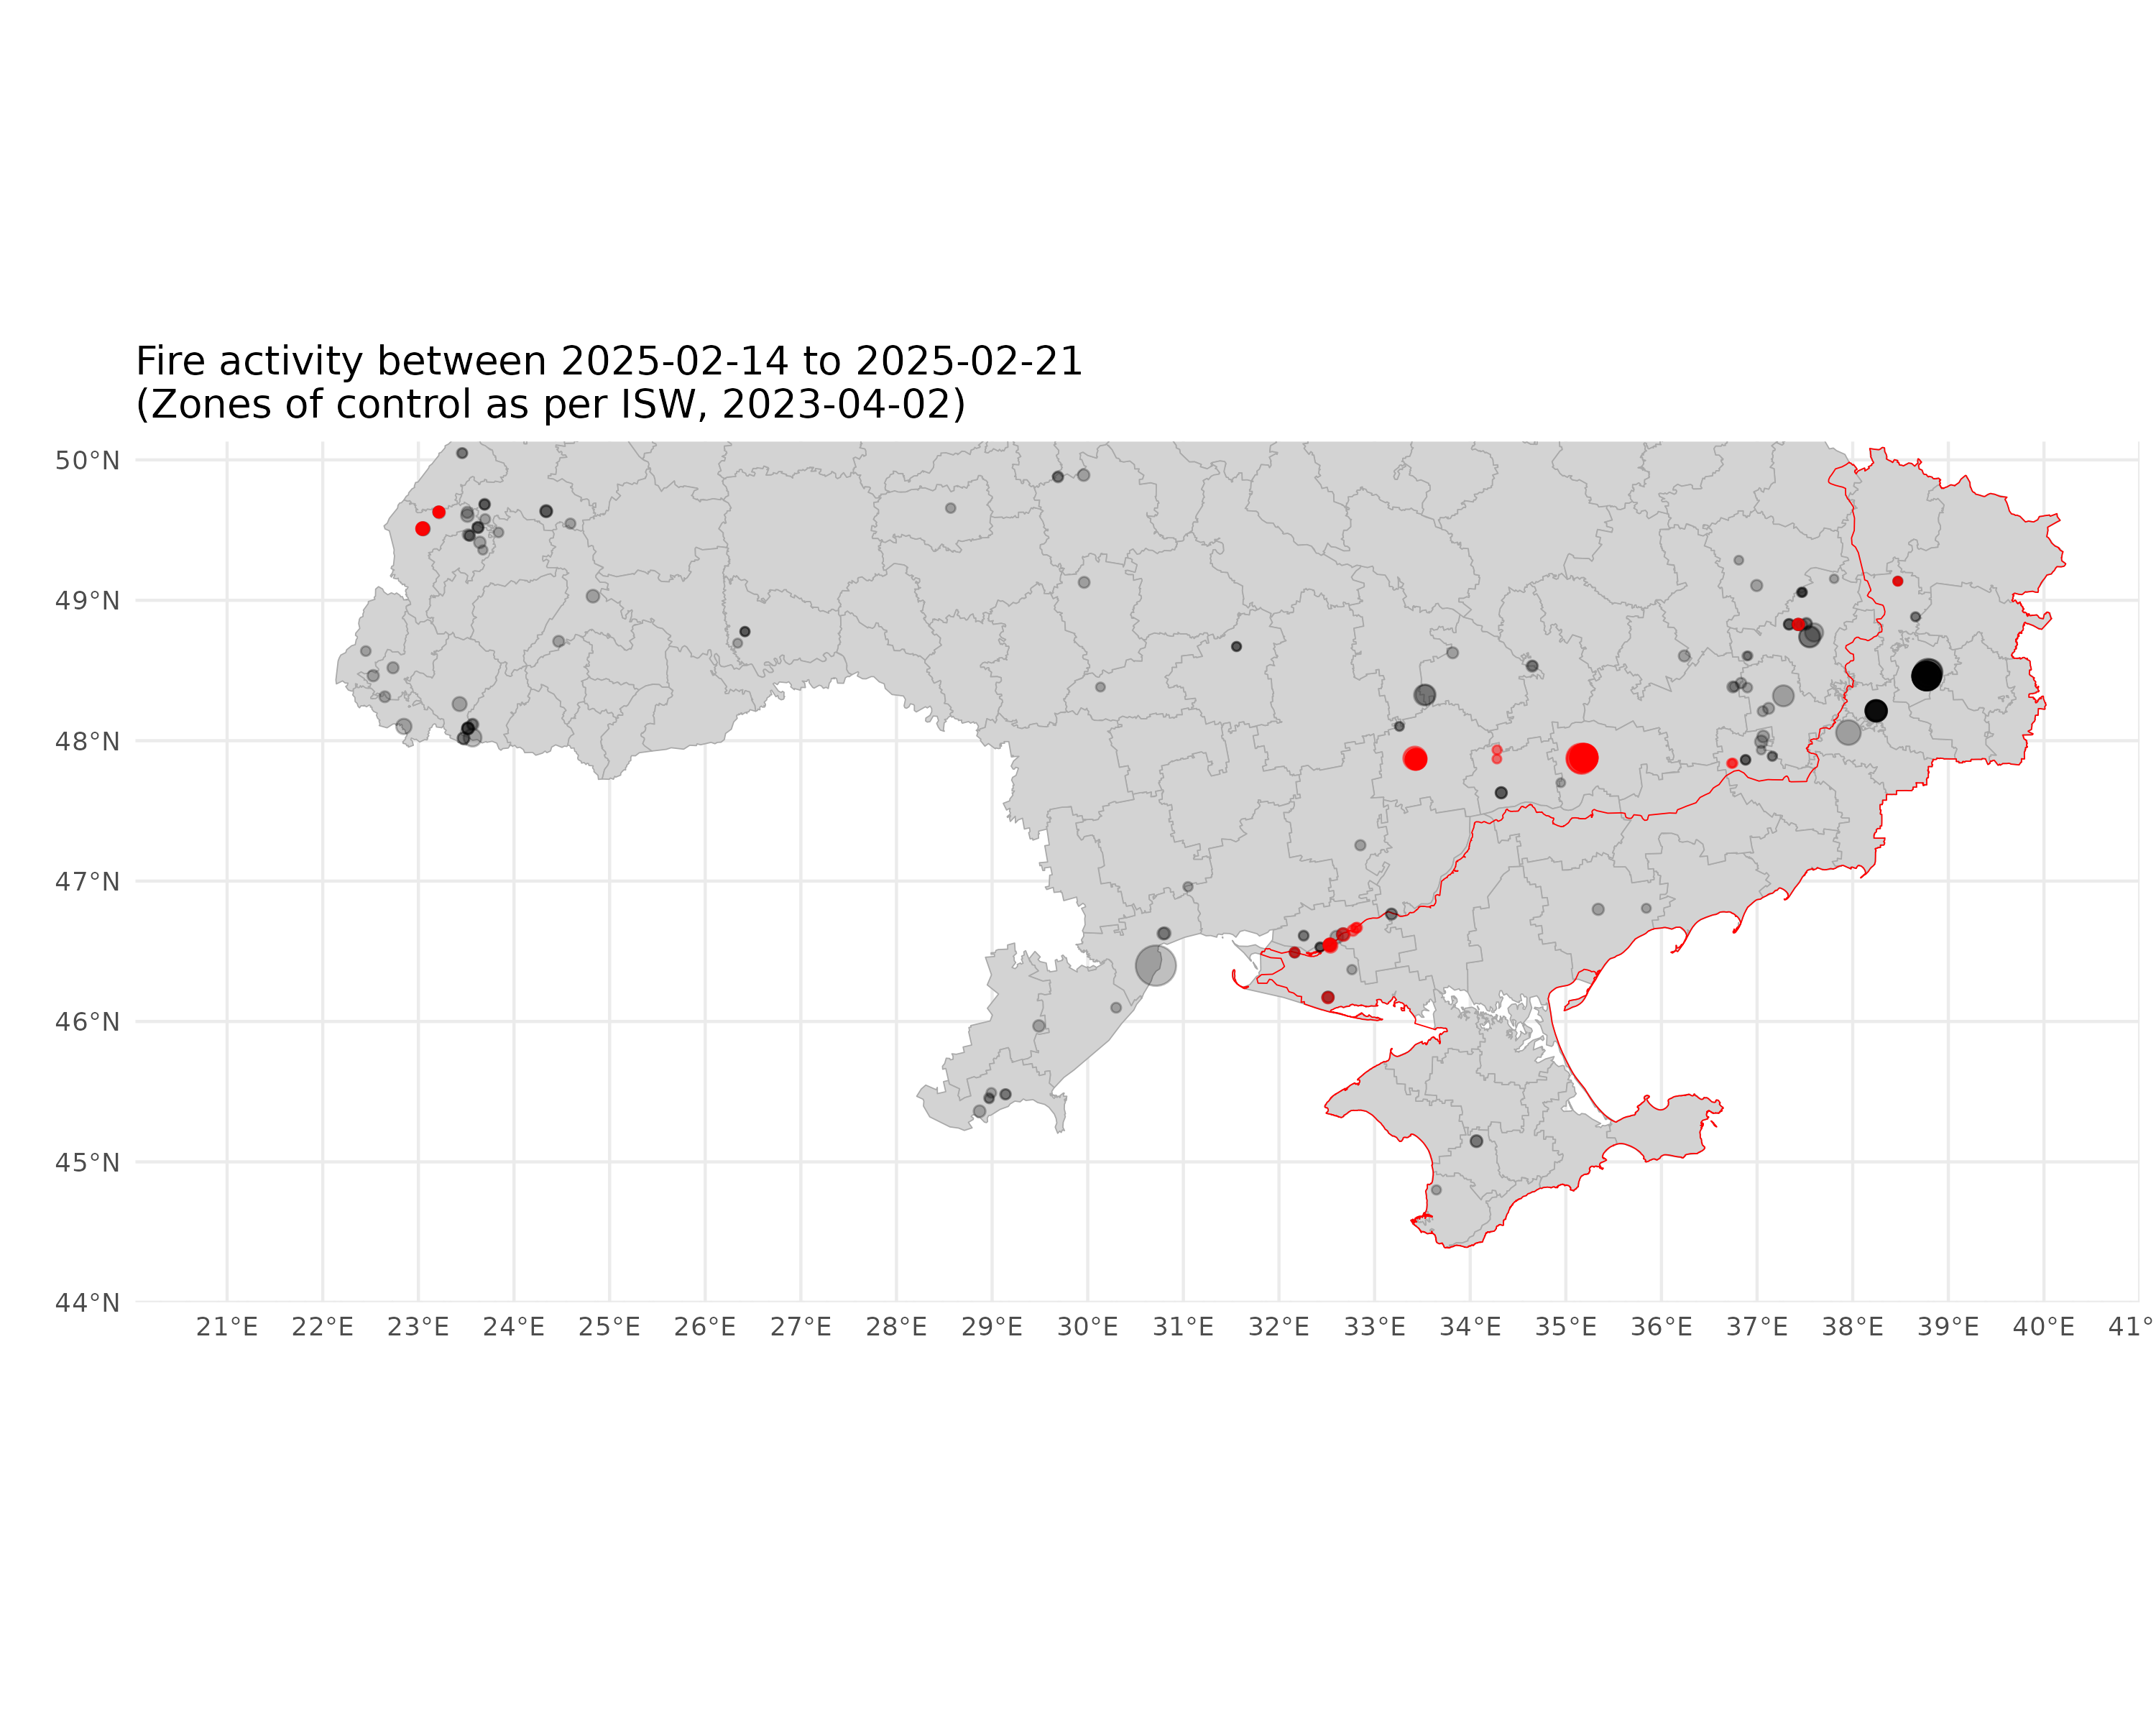 Fire activity between 2025-02-14 to 2025-02-21
(Zones of control as per ISW, 2023-04-02)
50°N
49°N
48°N
47°N
46°N
45°N
44°N
21°E 22°E 23°E 24°E 25°E 26°E 27°E 28°E 29°E 30°E 31°E 32°E 33°E 34°E 35°E 36°E 37°E 38°E 39°E 40°E 41°